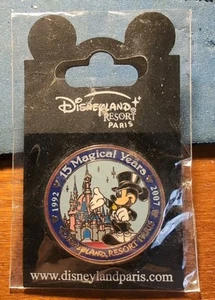 Disneyland
RESORT
PARIS
15 Magical Years
1992
2007
DISNEYLAND RESORT PARIS
www.disneylandparis.com